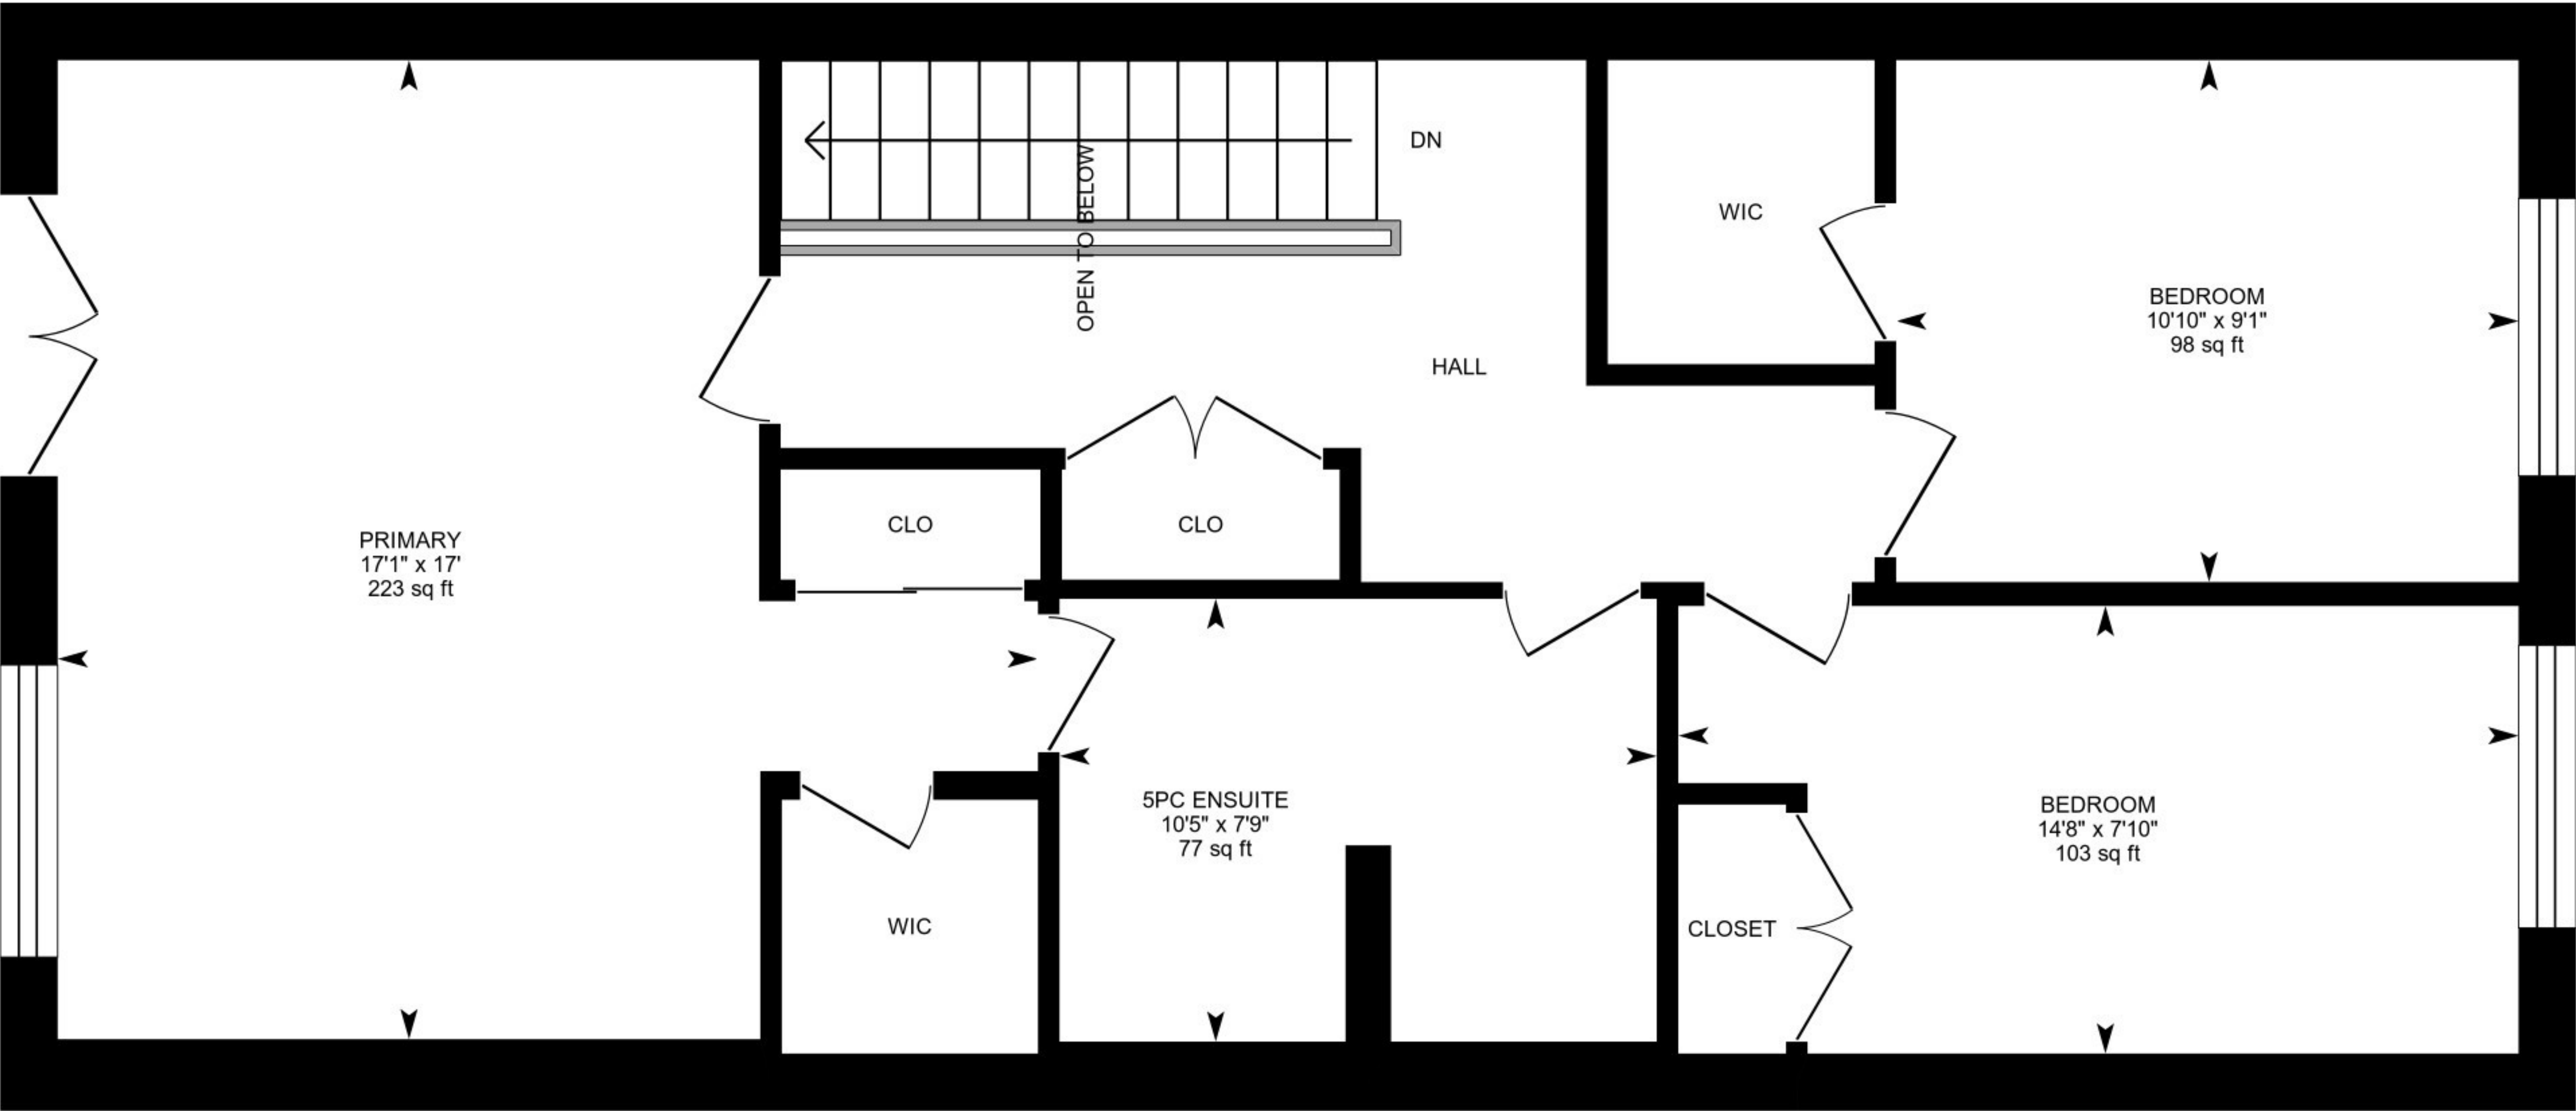 DN
OPEN TO BELOW
WIC
BEDROOM
10'10" x 9'1"
98 sq ft
HALL
CLO
CLO
PRIMARY
17'1" x 17'
223 sq ft
5PC ENSUITE
10'5" x 7'9"
77 sq ft
BEDROOM
14'8" x 7'10"
103 sq ft
WIC
CLOSET